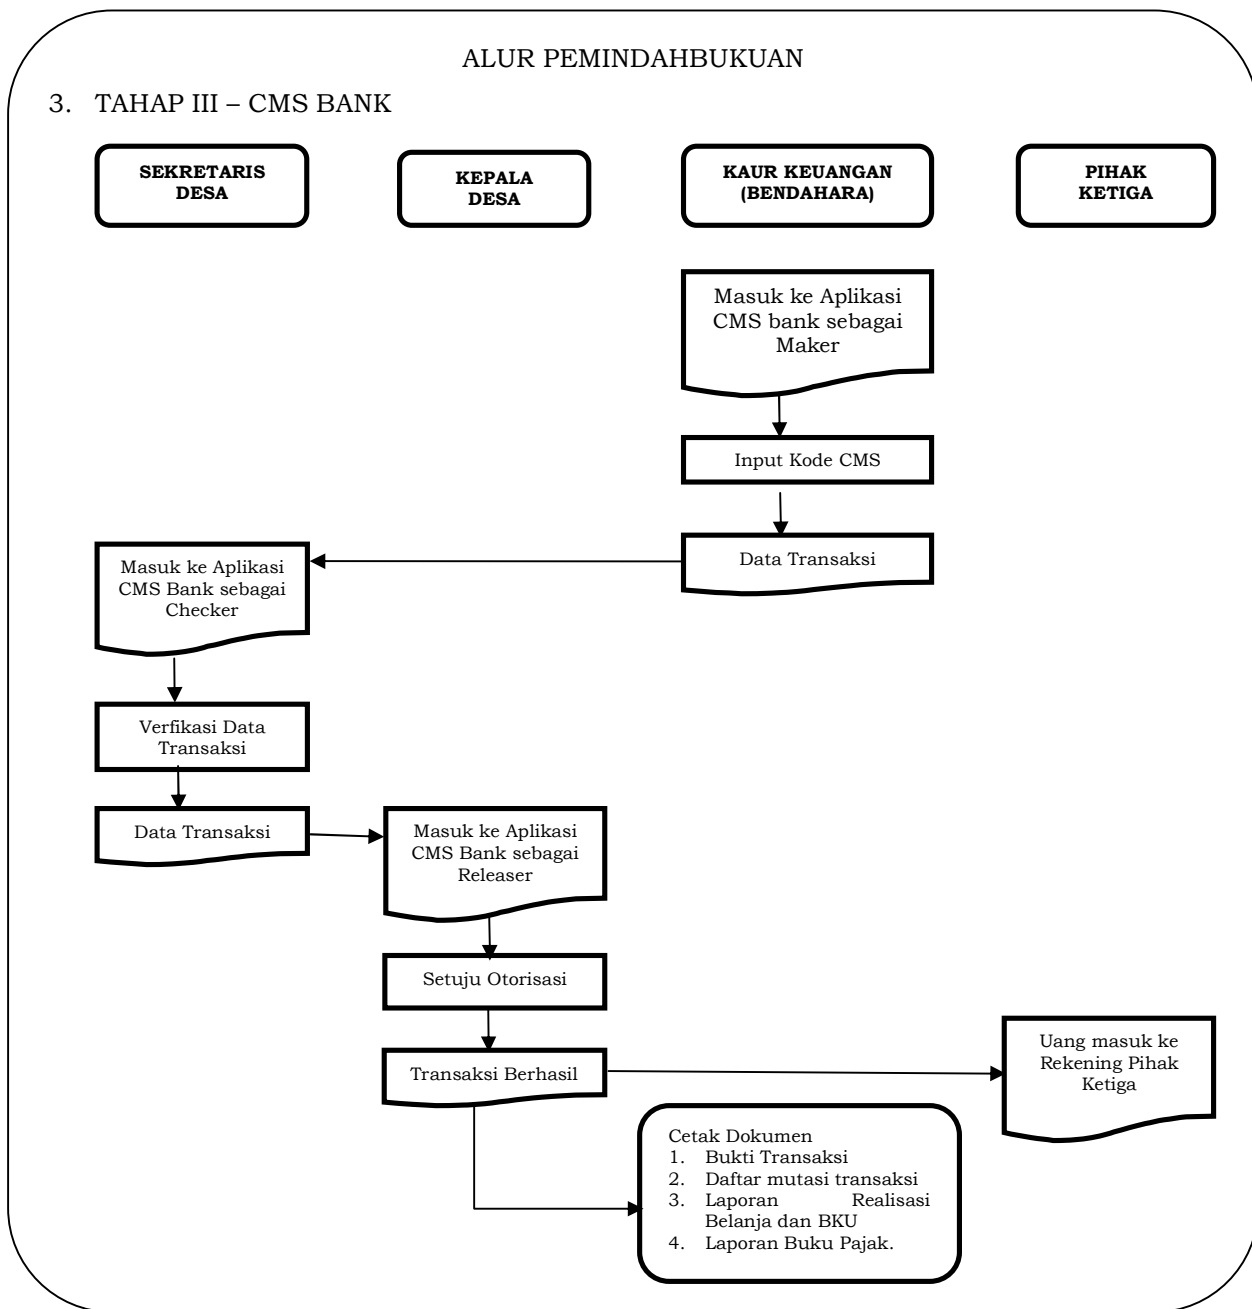 ALUR PEMINDAHBUKUAN
3. TAHAP III – CMS BANK
SEKRETARIS
DESA
KEPALA
DESA
KAUR KEUANGAN
(BENDAHARA)
PIHAK
KETIGA
Masuk ke Aplikasi
CMS bank sebagai
Maker
Input Kode CMS
Data Transaksi
Masuk ke Aplikasi
CMS Bank sebagai
Checker
Verfikasi Data
Transaksi
Data Transaksi
Masuk ke Aplikasi
CMS Bank sebagai
Releaser
Setuju Otorisasi
Transaksi Berhasil
Uang masuk ke
Rekening Pihak
Ketiga
Cetak Dokumen
1. Bukti Transaksi
2. Daftar mutasi transaksi
3. Laporan Realisasi
Belanja dan BKU
4. Laporan Buku Pajak.